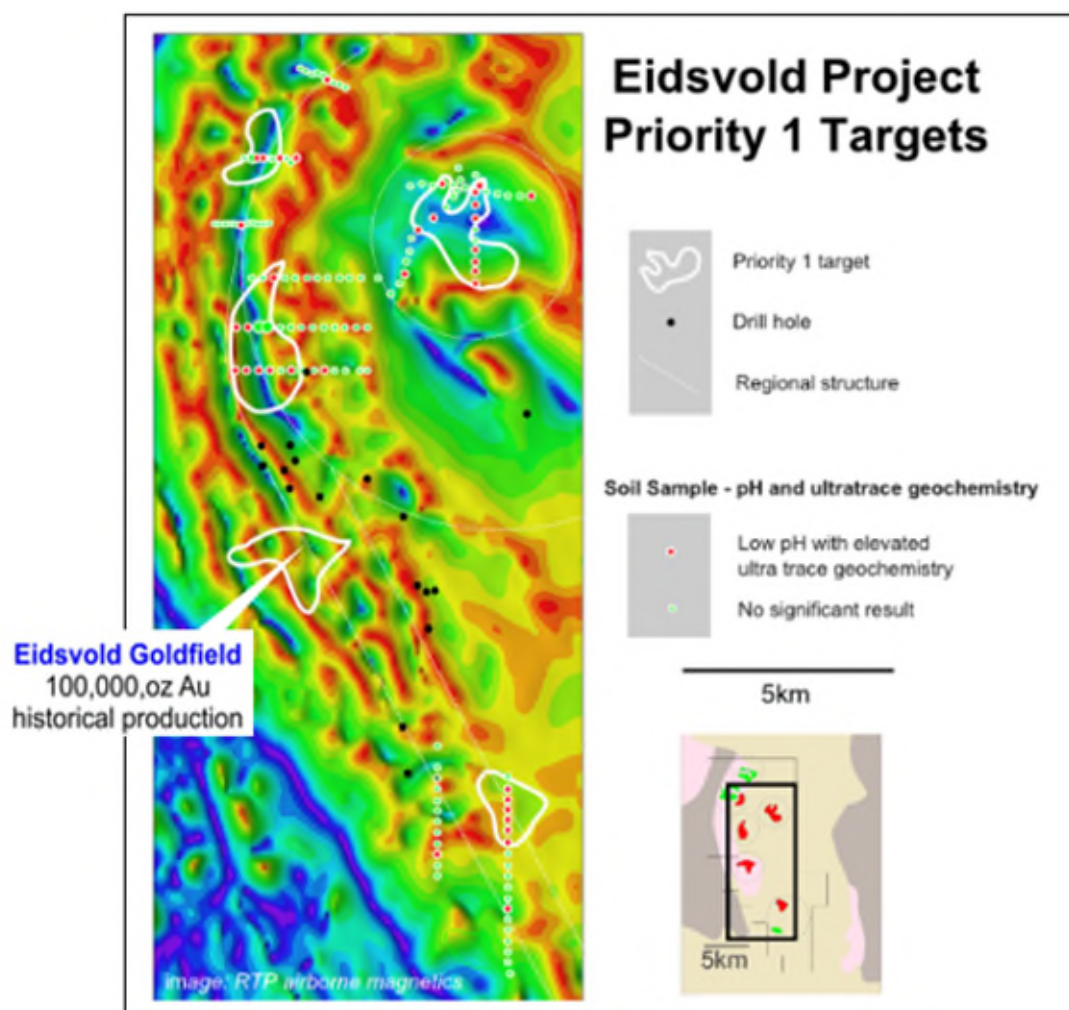 Eidsvold Project
Priority 1 Targets
Priority 1 target
Drill hole
Regional structure
Soil Sample - pH and ultratrace geochemistry
Low pH with elevated
ultra trace geochemistry
No significant result
5km
Eidsvold Goldfield
100,000,oz Au
historical production
5km
image: RTP airborne magnetics